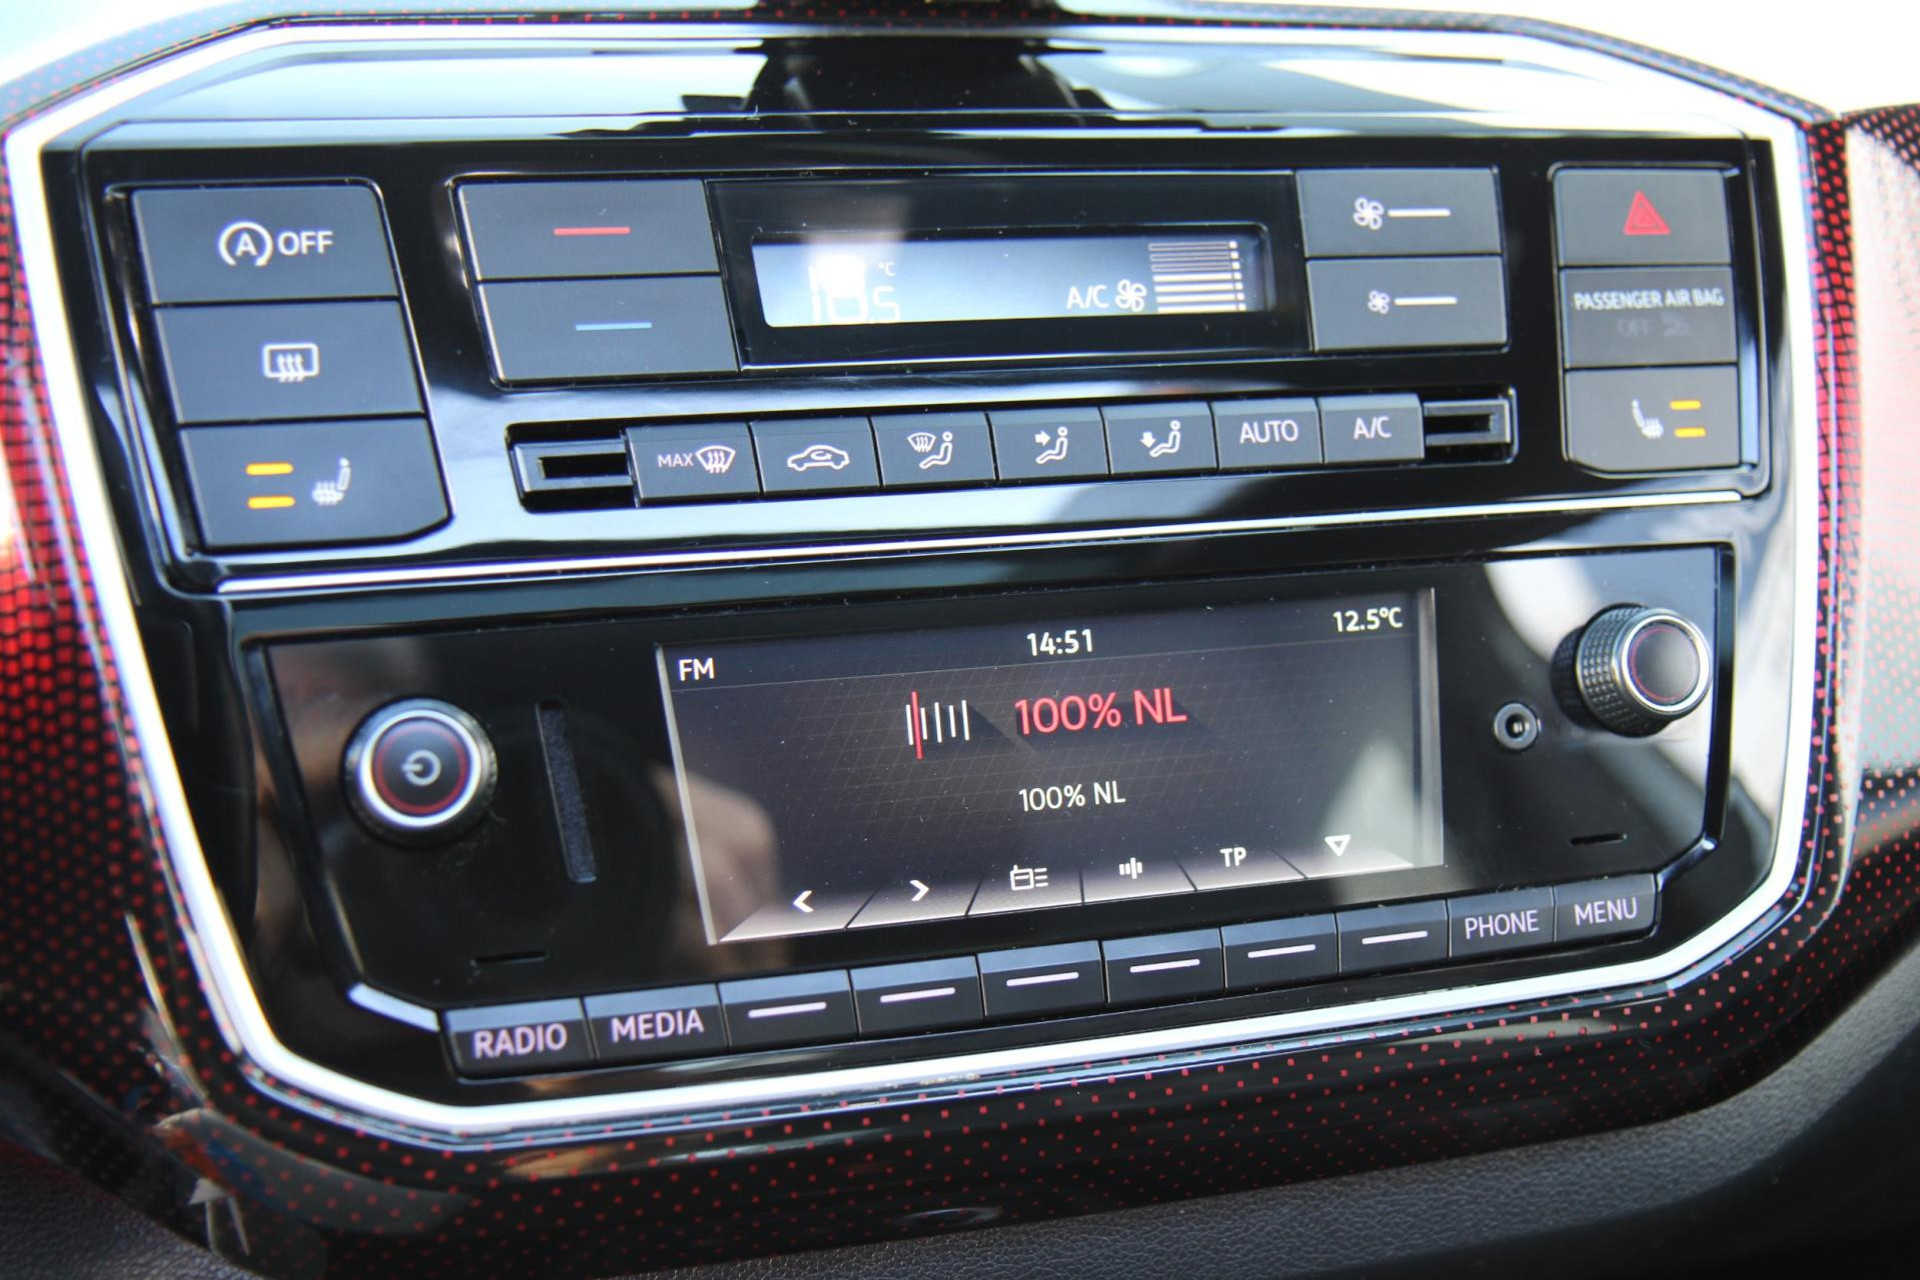 A OFF
°C
A/C
PASSENGER AIR BAG
OFF
MAX
AUTO
A/C
FM
14:51
12.5°C
100% NL
100% NL
TP
RADIO
MEDIA
PHONE
MENU